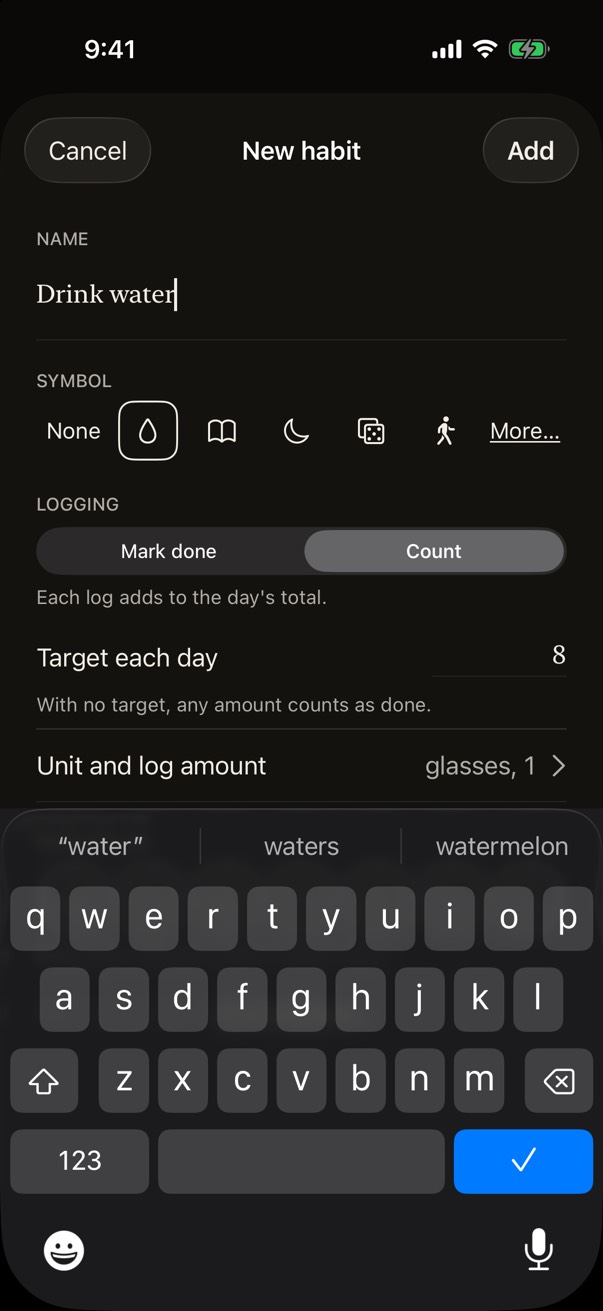 9:41
Cancel New habit Add
NAME
Drink water
SYMBOL
None More...
LOGGING
Mark done Count
Each log adds to the day's total.
Target each day 8
With no target, any amount counts as done.
Unit and log amount glasses, 1
“water” waters watermelon
q w e r t y u i o p
a s d f g h j k l
z x c v b n m
123